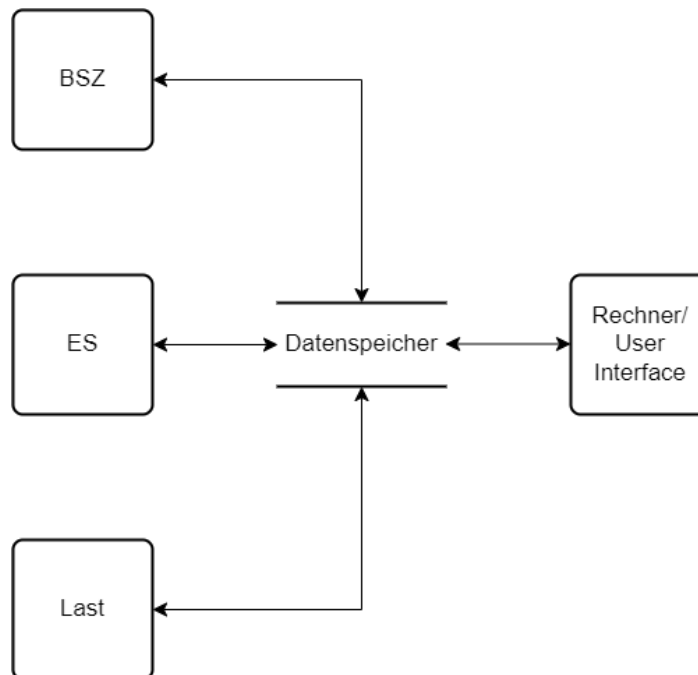 BSZ
ES
Datenspeicher
Rechner/
User
Interface
Last